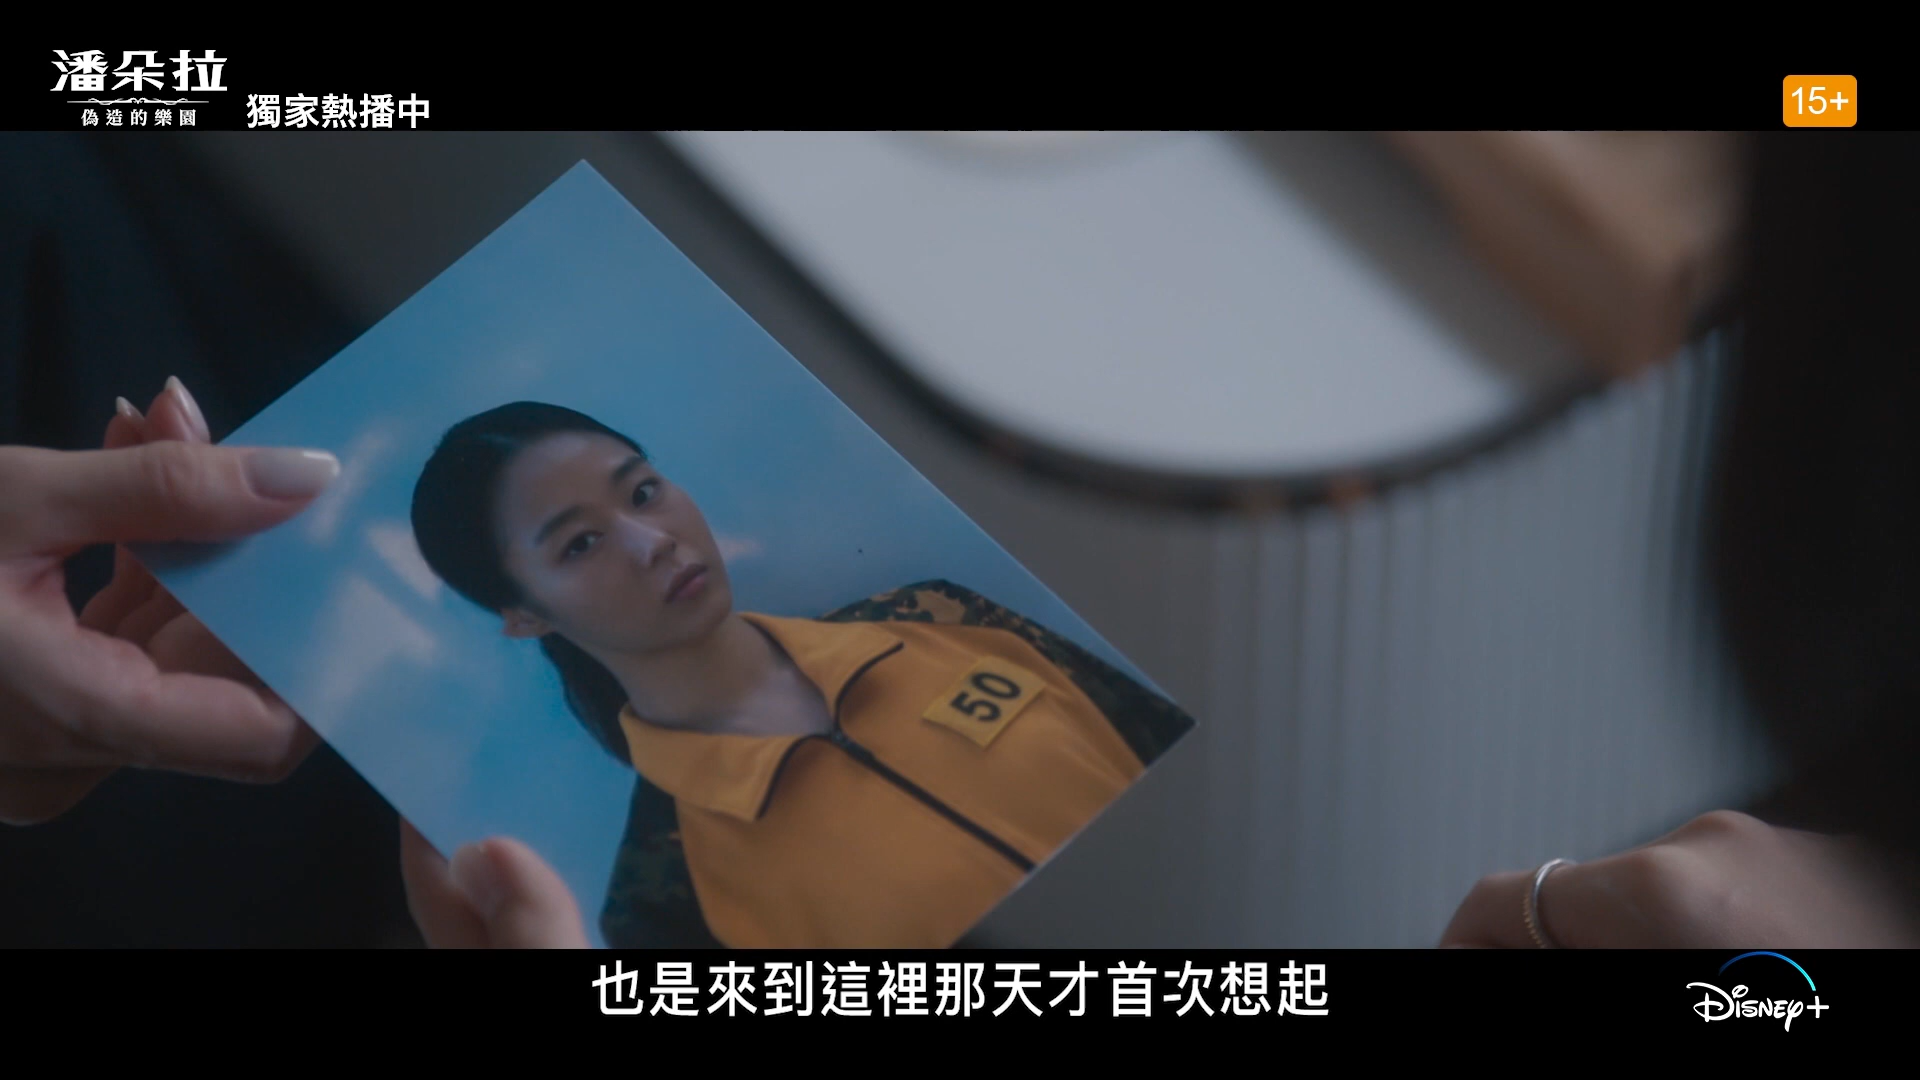 潘朵拉
偽造的樂園
獨家熱播中
15+
50
也是來到這裡那天才首次想起
Disney+